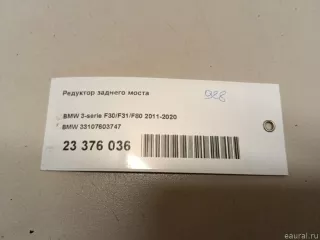 Редуктор заднего моста
928
BMW 3-serie F30/F31/F80 2011-2020
BMW 33107603747
23 376 036
eaural.ru